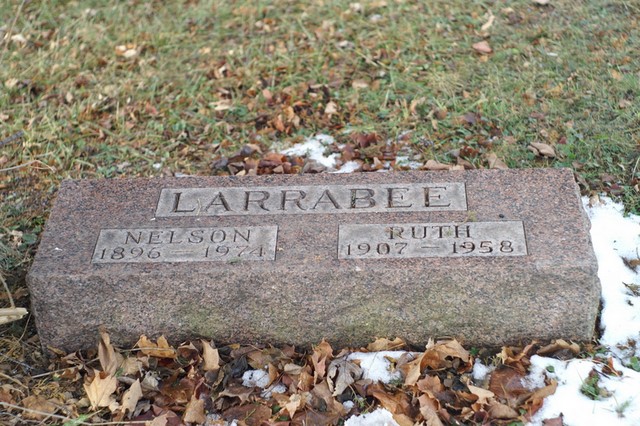 LARRABEE
NELSON
1896 — 1974
RUTH
1907 — 1958